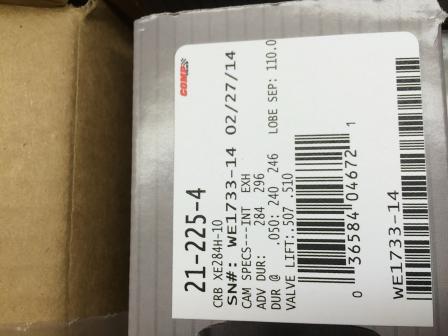 COMP
21-225-4
CRB XE284H-10
SN#: WE1733-14 02/27/14
CAM SPECS---INT EXH
ADV DUR: 284 296
DUR @ .050: 240 246 LOBE SEP: 110.0
VALVE LIFT:.507 .510
0 36584 04672 1
WE1733-14